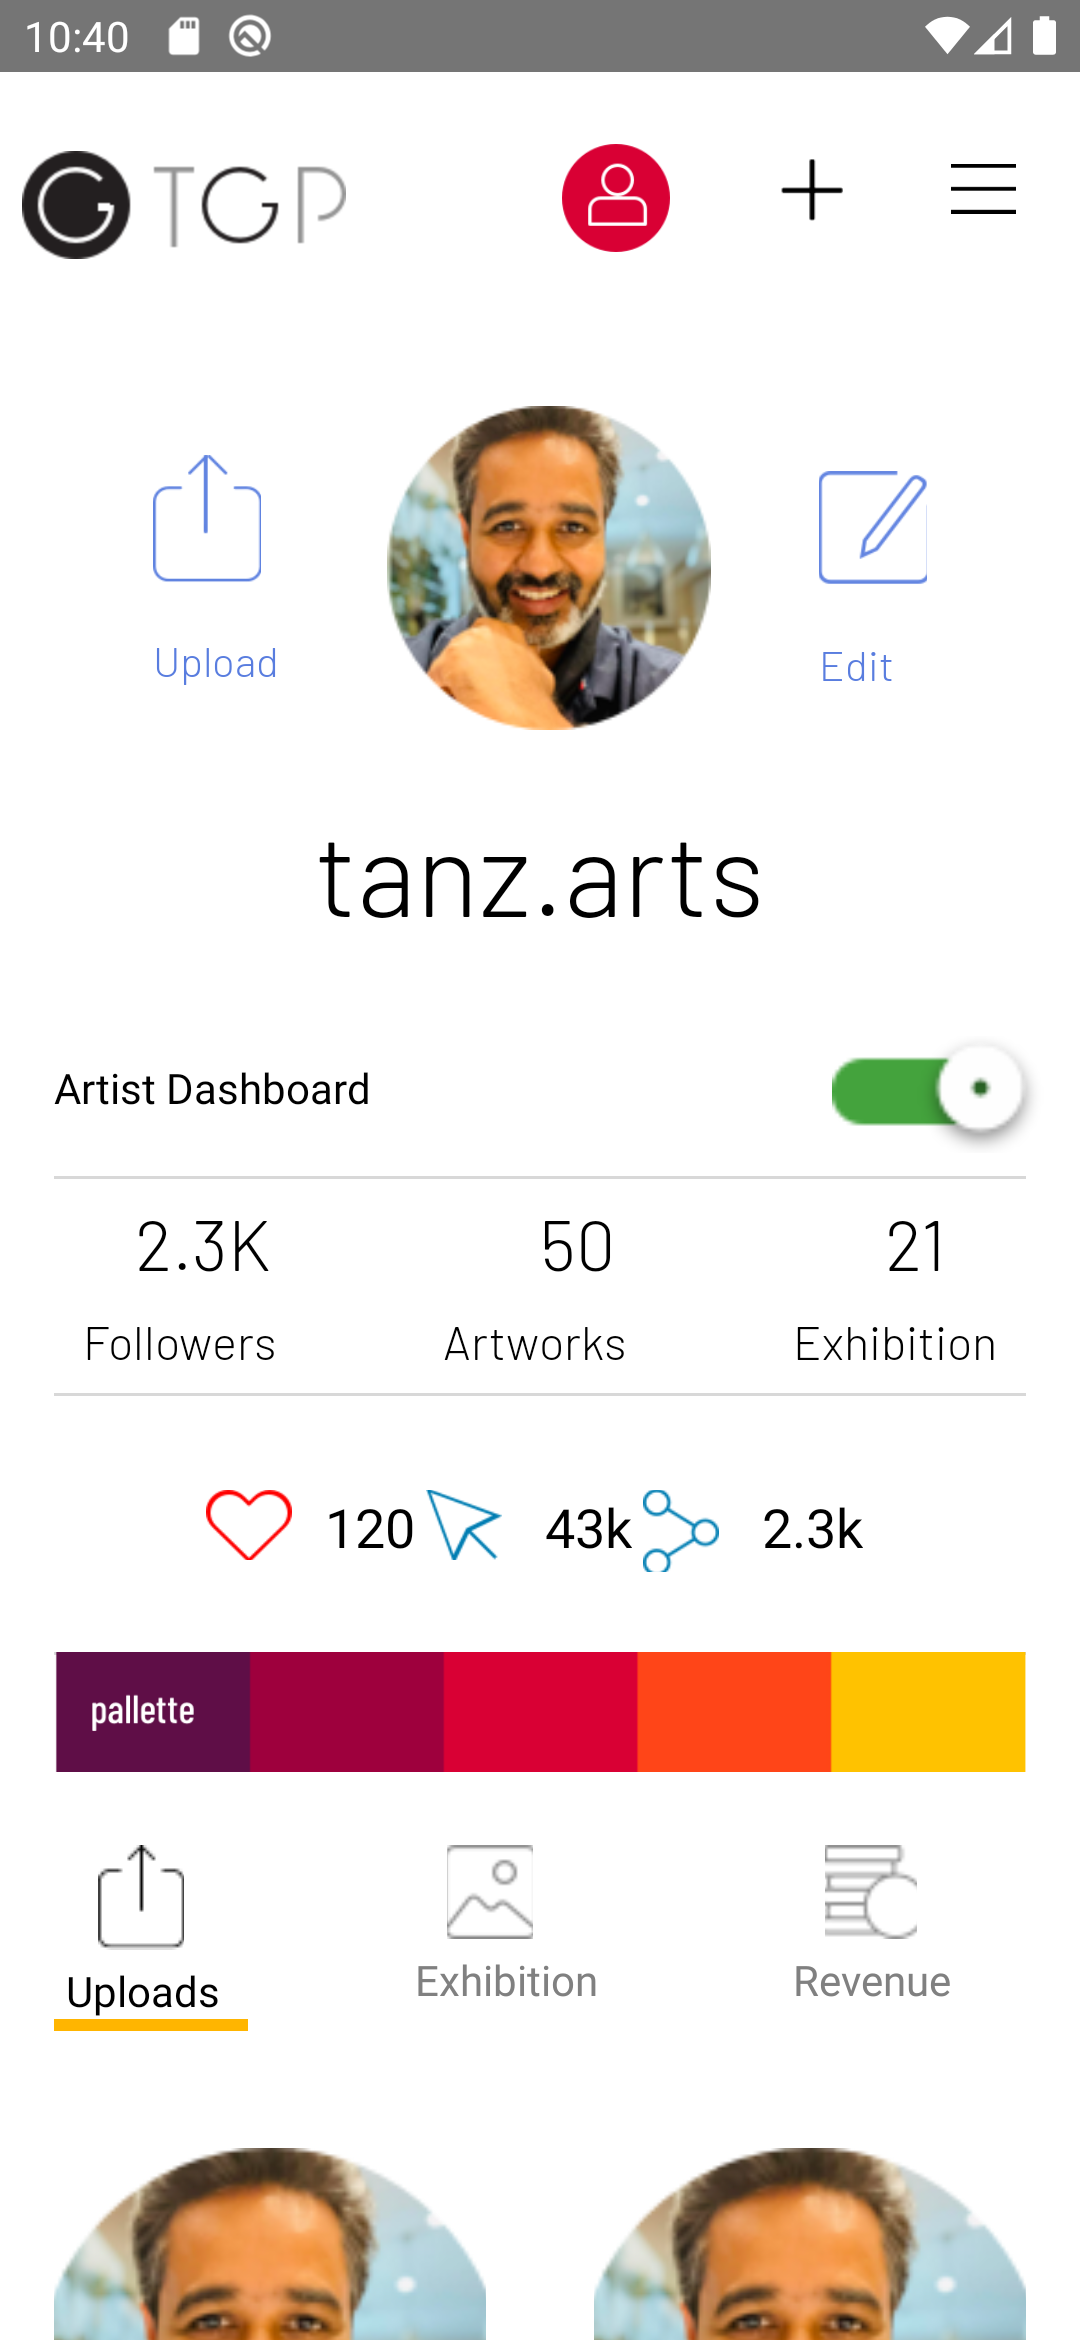 10:40
G TGP
Upload
Edit
tanz.arts
Artist Dashboard
2.3K 50 21
Followers Artworks Exhibition
120 43k 2.3k
pallette
Uploads Exhibition Revenue